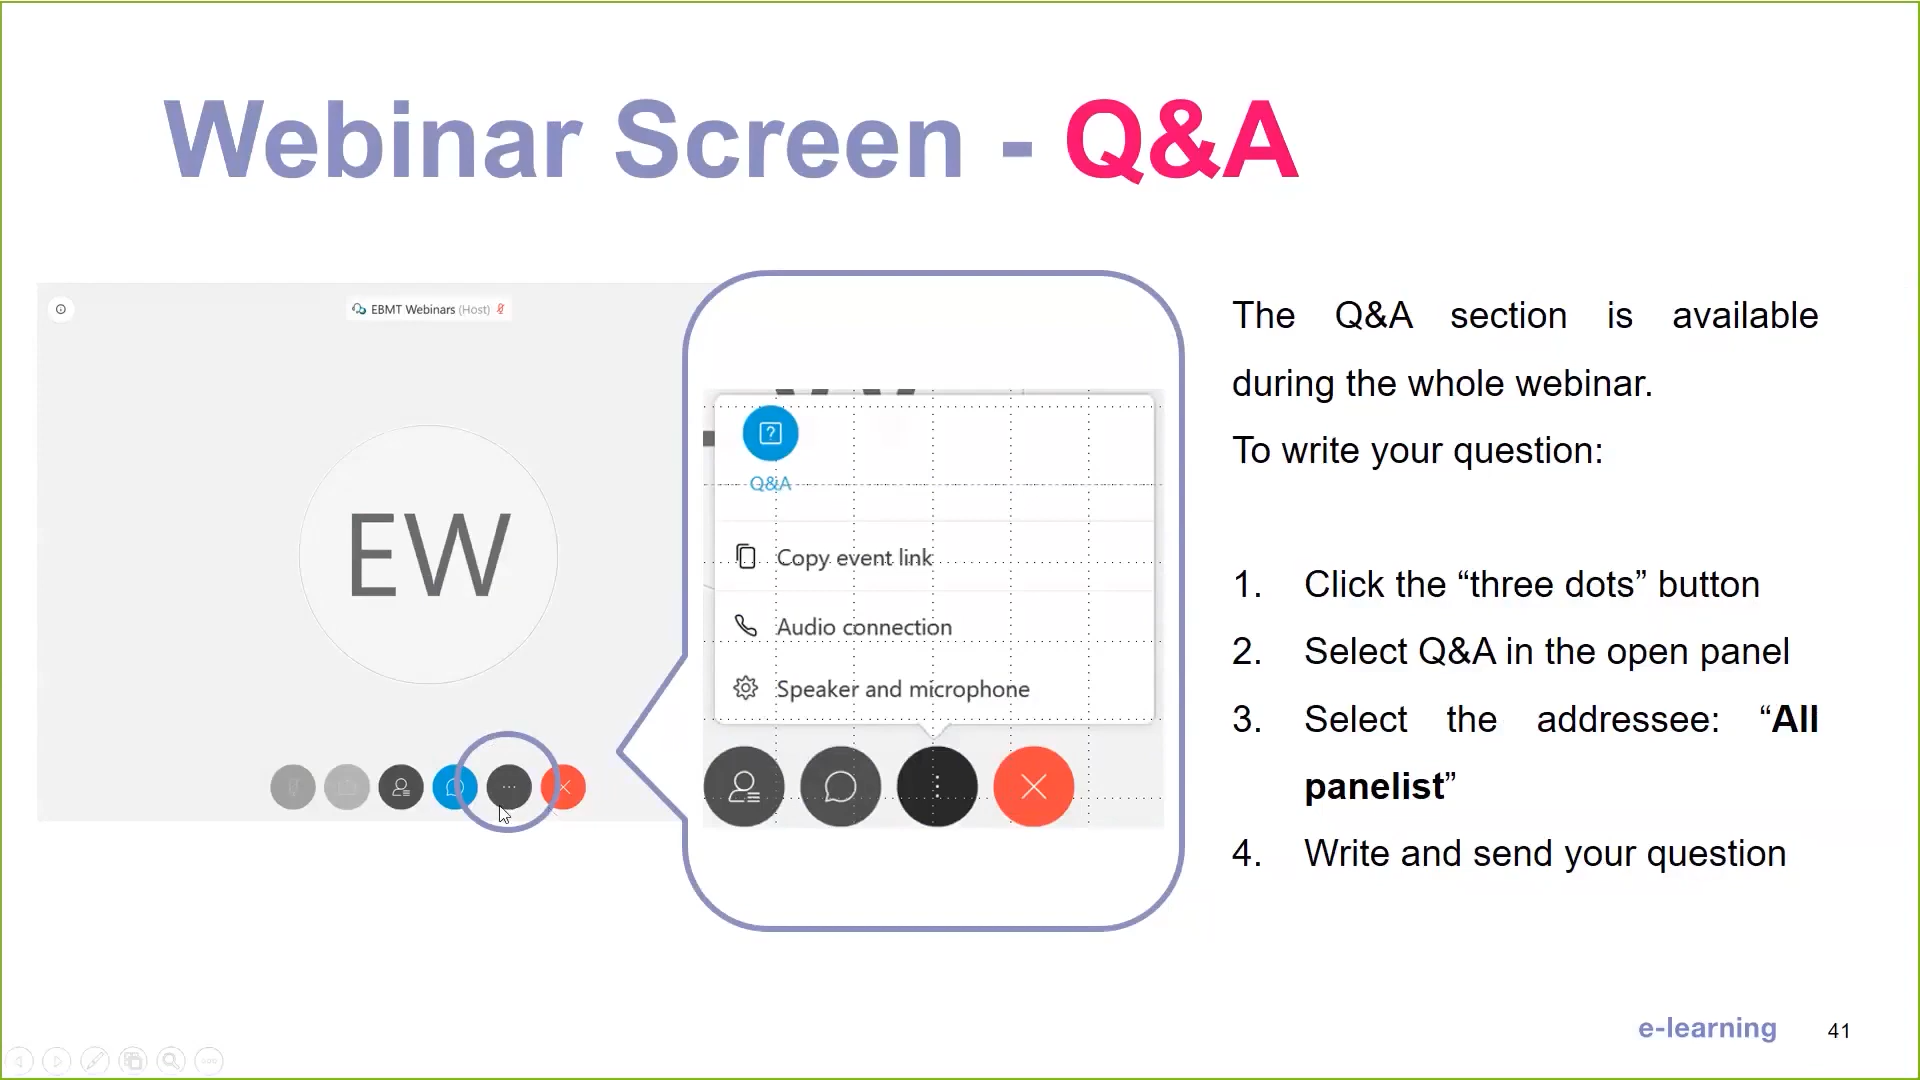 Webinar Screen - Q&A
EBMT Webinars (Host)
EW
Q&A
Copy event link
Audio connection
Speaker and microphone
The Q&A section is available
during the whole webinar.
To write your question:
1. Click the “three dots” button
2. Select Q&A in the open panel
3. Select the addressee: “All
panelist”
4. Write and send your question
e-learning
41